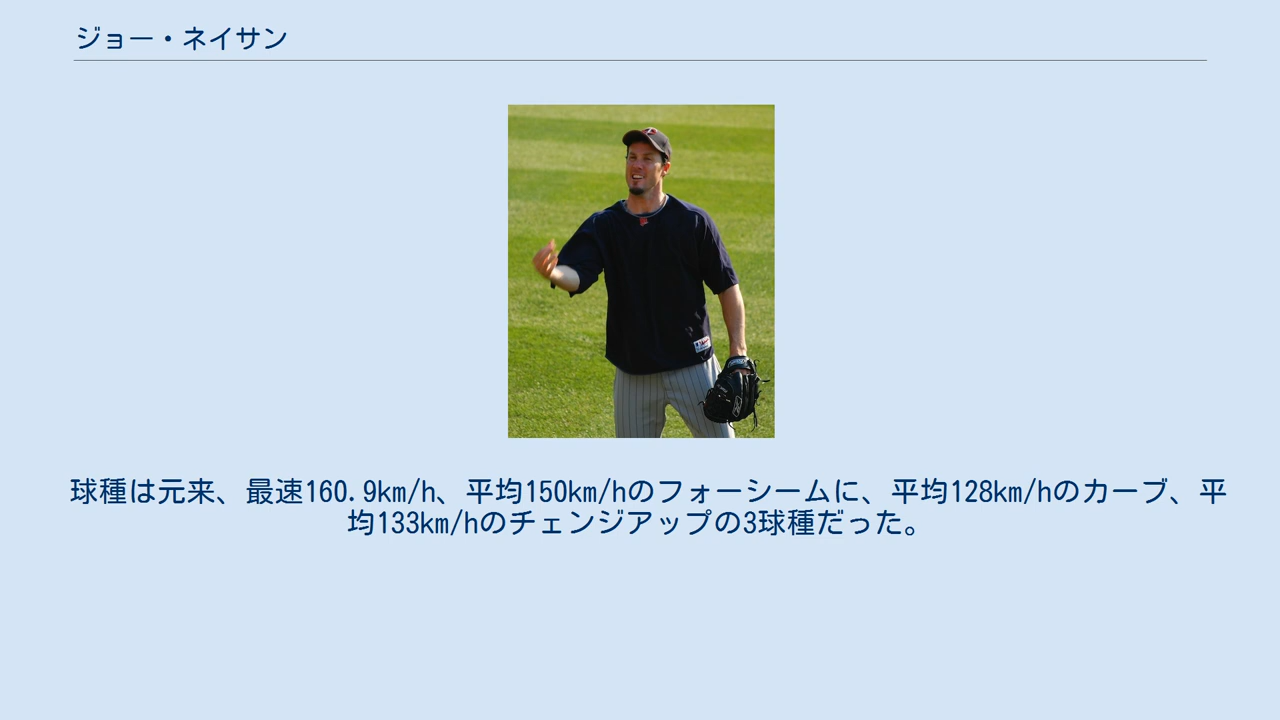 ジョー・ネイサン
球種は元来、最速160.9km/h、平均150km/hのフォーシームに、平均128km/hのカーブ、平
均133km/hのチェンジアップの3球種だった。